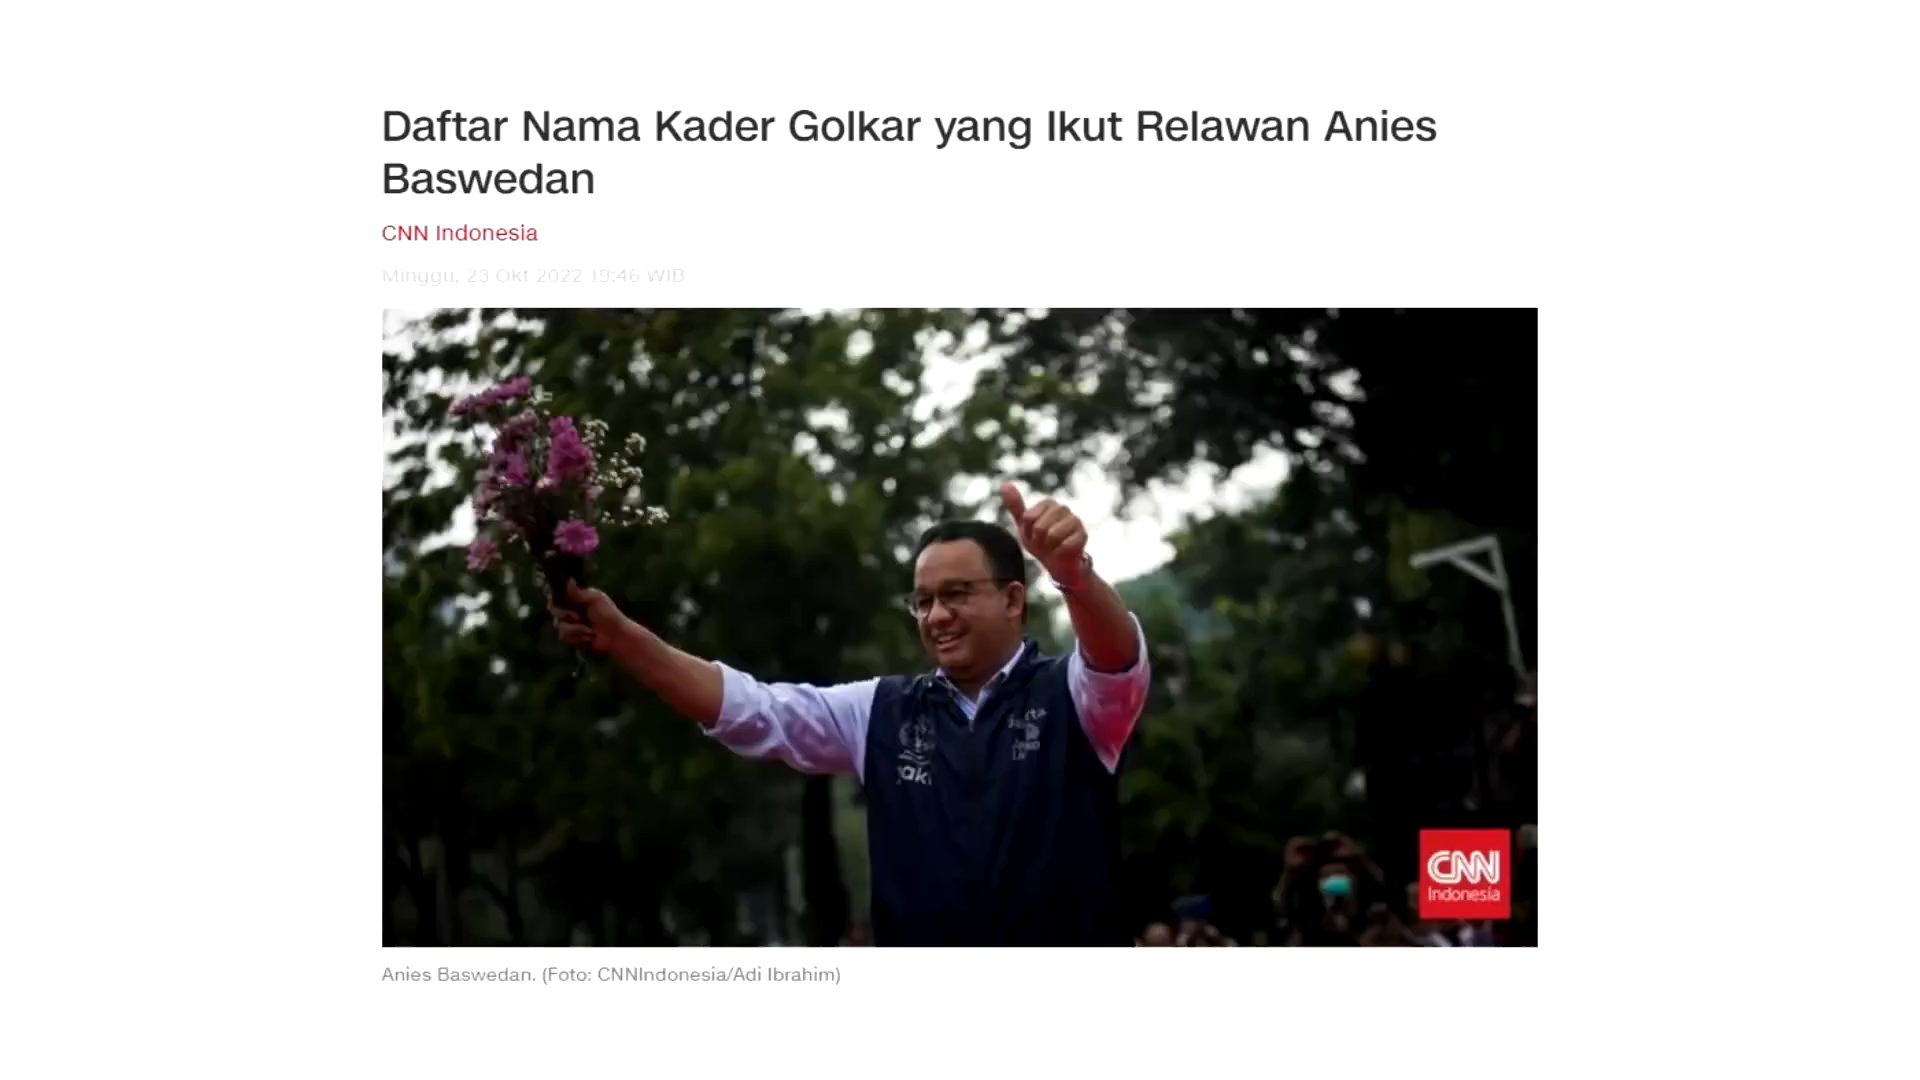 Daftar Nama Kader Golkar yang Ikut Relawan Anies
Baswedan
CNN Indonesia
Minggu, 23 Okt 2022 19:46 WIB
CNN
Indonesia
Anies Baswedan. (Foto: CNNIndonesia/Adi Ibrahim)